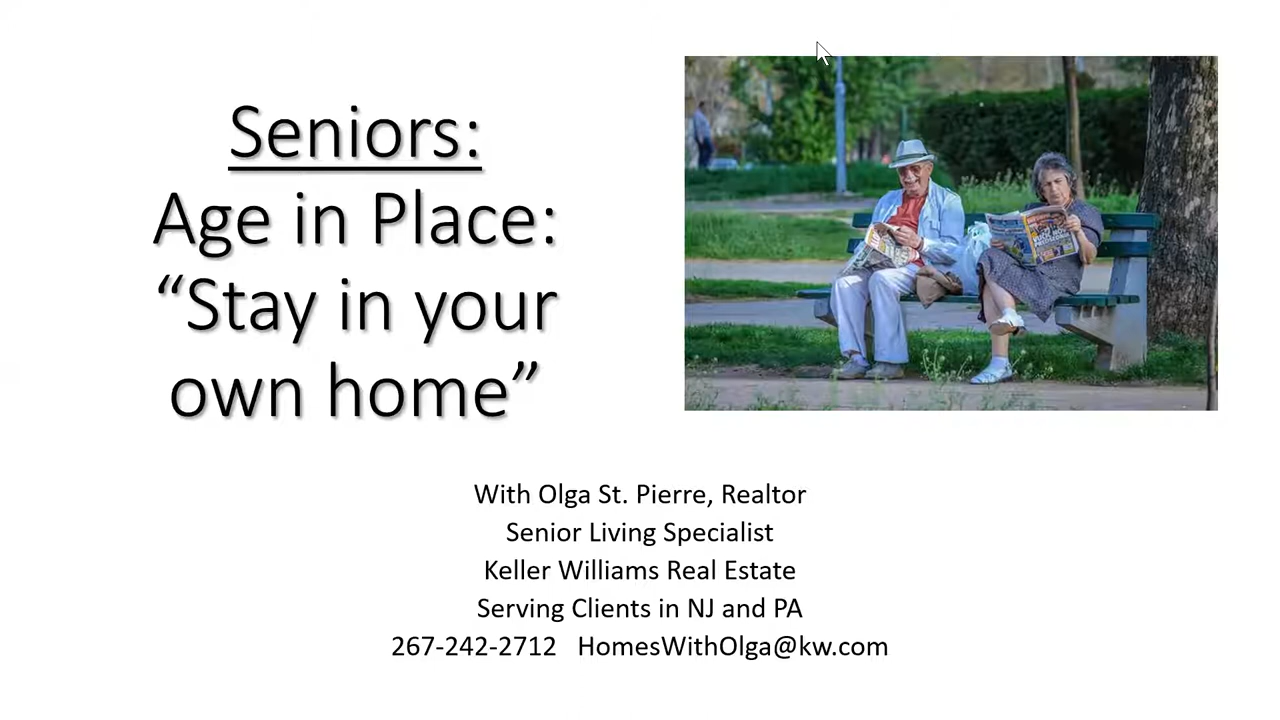 Seniors:
Age in Place:
“Stay in your
own home”
With Olga St. Pierre, Realtor
Senior Living Specialist
Keller Williams Real Estate
Serving Clients in NJ and PA
267-242-2712   HomesWithOlga@kw.com